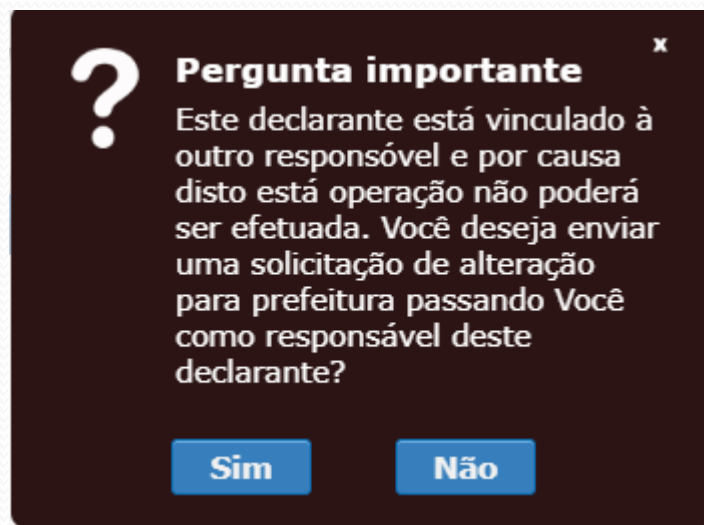 x
?
Pergunta importante
Este declarante está vinculado à
outro responsóvel e por causa
disto está operação não poderá
ser efetuada. Você deseja enviar
uma solicitação de alteração
para prefeitura passando Você
como responsável deste
declarante?
Sim
Não